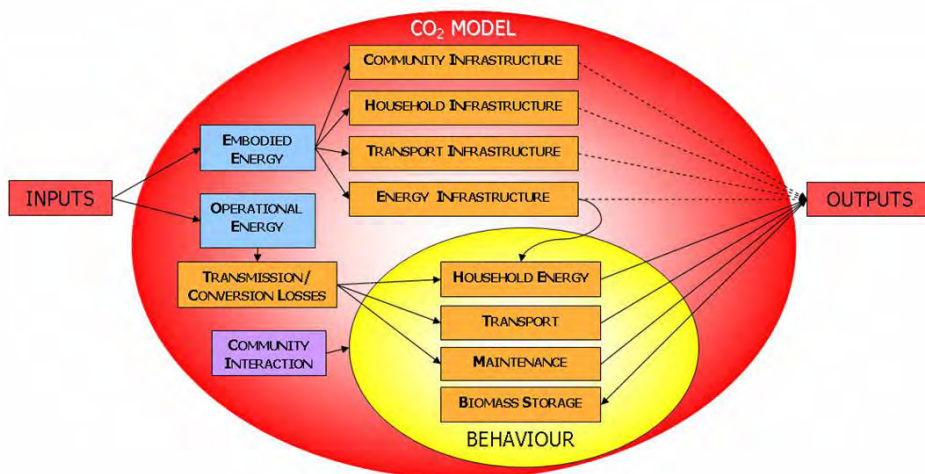 CO₂ MODEL
COMMUNITY INFRASTRUCTURE
HOUSEHOLD INFRASTRUCTURE
EMBODIED
ENERGY
TRANSPORT INFRASTRUCTURE
INPUTS
ENERGY INFRASTRUCTURE
OUTPUTS
OPERATIONAL
ENERGY
TRANSMISSION/
CONVERSION LOSSES
HOUSEHOLD ENERGY
TRANSPORT
COMMUNITY
INTERACTION
MAINTENANCE
BIOMASS STORAGE
BEHAVIOUR